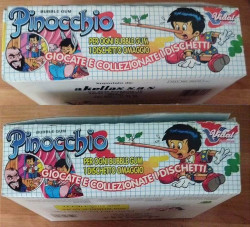 BUBBLE GUM
Pinocchio
PER OGNI BUBBLE GUM
1 DISCHETTO OMAGGIO
GIOCATE E COLLEZIONATE I DISCHETTI
Vidal
BUBBLE GUM
Pinocchio
PER OGNI BUBBLE GUM
1 DISCHETTO OMAGGIO
GIOCATE E COLLEZIONATE I DISCHETTI
Vidal